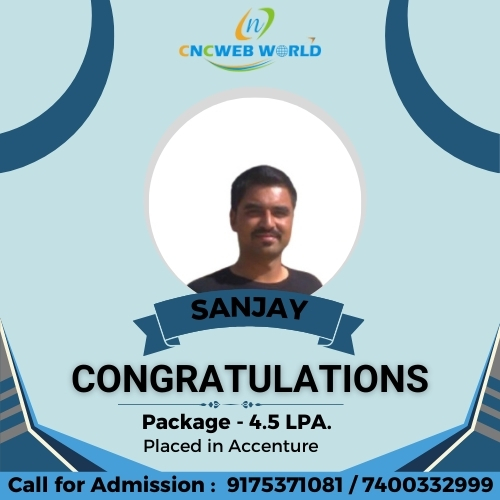 n
CNCWEB WORLD
SANJAY
CONGRATULATIONS
Package - 4.5 LPA.
Placed in Accenture
Call for Admission : 9175371081 / 7400332999